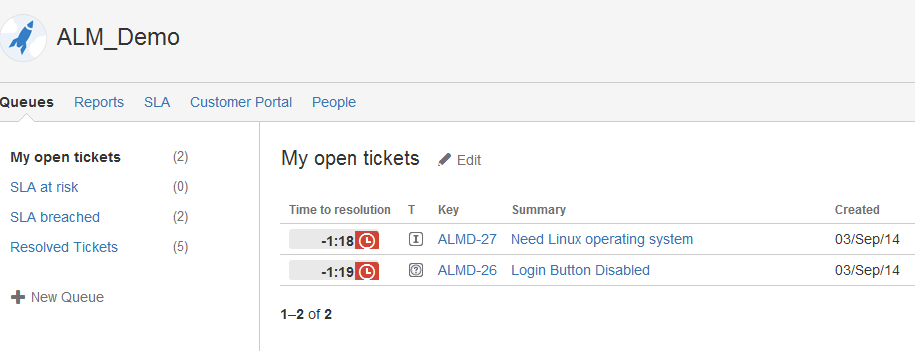 ALM_Demo
Queues Reports SLA Customer Portal People
My open tickets (2)
SLA at risk (0)
SLA breached (2)
Resolved Tickets (5)
New Queue
My open tickets Edit
Time to resolution T Key Summary Created
-1:18 I ALMD-27 Need Linux operating system 03/Sep/14
-1:19 ? ALMD-26 Login Button Disabled 03/Sep/14
1–2 of 2